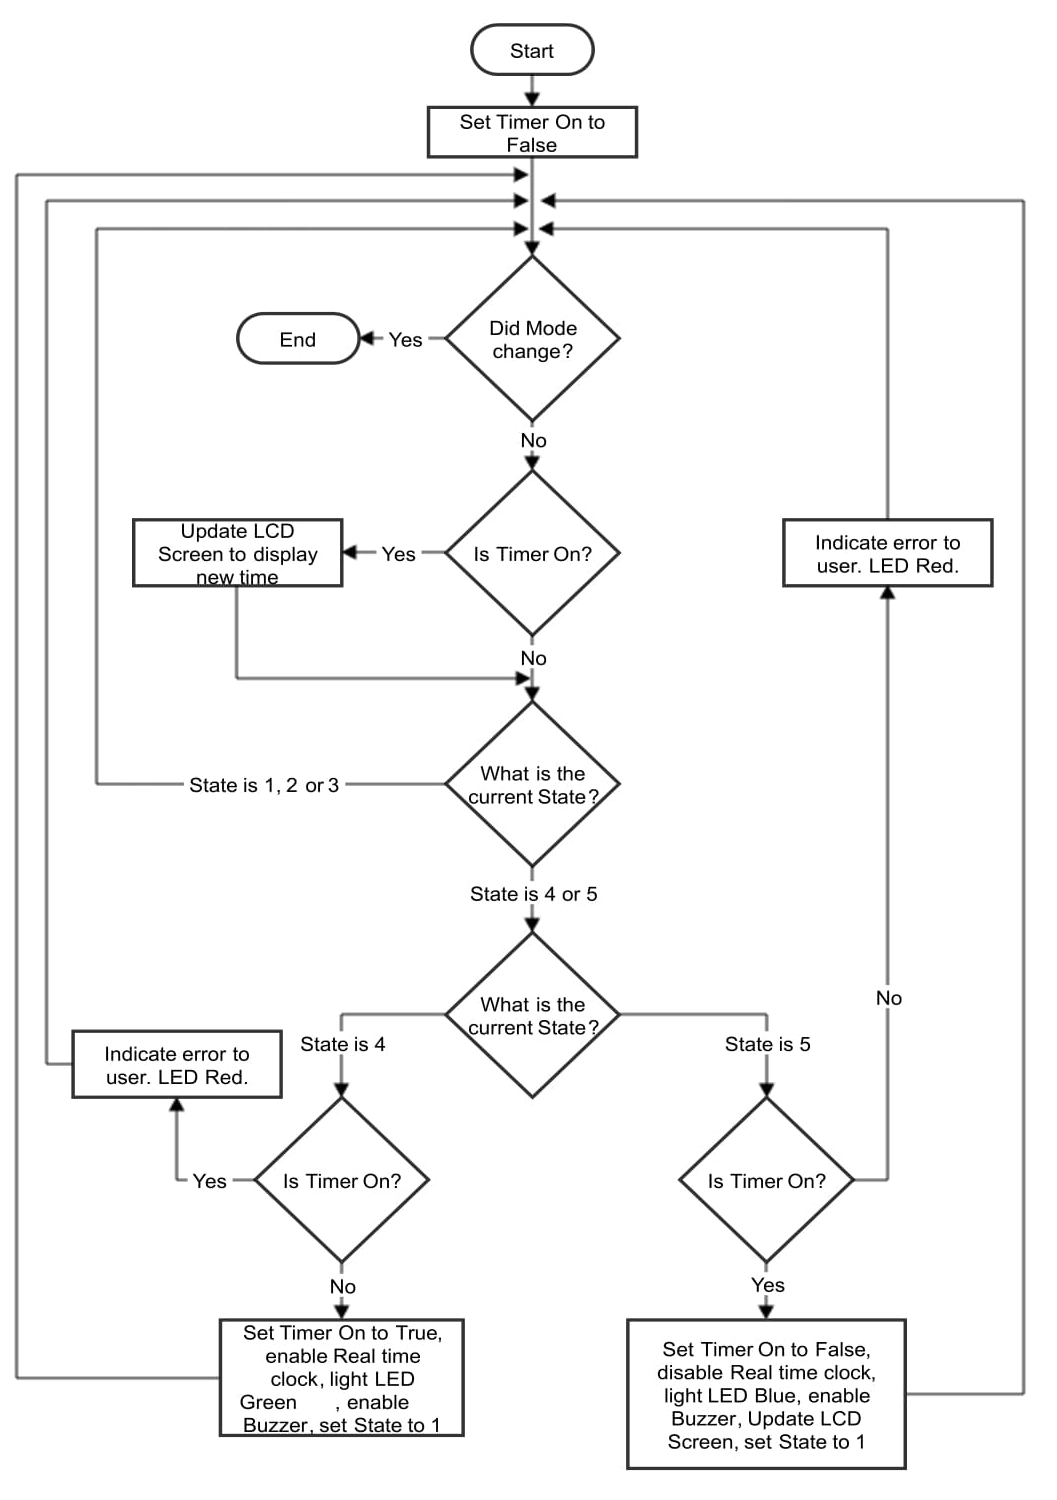 Start
Set Timer On to
False
Did Mode
change?
Yes
End
No
Is Timer On?
Yes
Update LCD
Screen to display
new time
Indicate error to
user. LED Red.
No
What is the
current State?
State is 1, 2 or 3
State is 4 or 5
What is the
current State?
State is 4
State is 5
No
Indicate error to
user. LED Red.
Is Timer On?
Yes
Is Timer On?
No
Yes
Set Timer On to True,
enable Real time
clock, light LED
Green , enable
Buzzer, set State to 1
Set Timer On to False,
disable Real time clock,
light LED Blue, enable
Buzzer, Update LCD
Screen, set State to 1